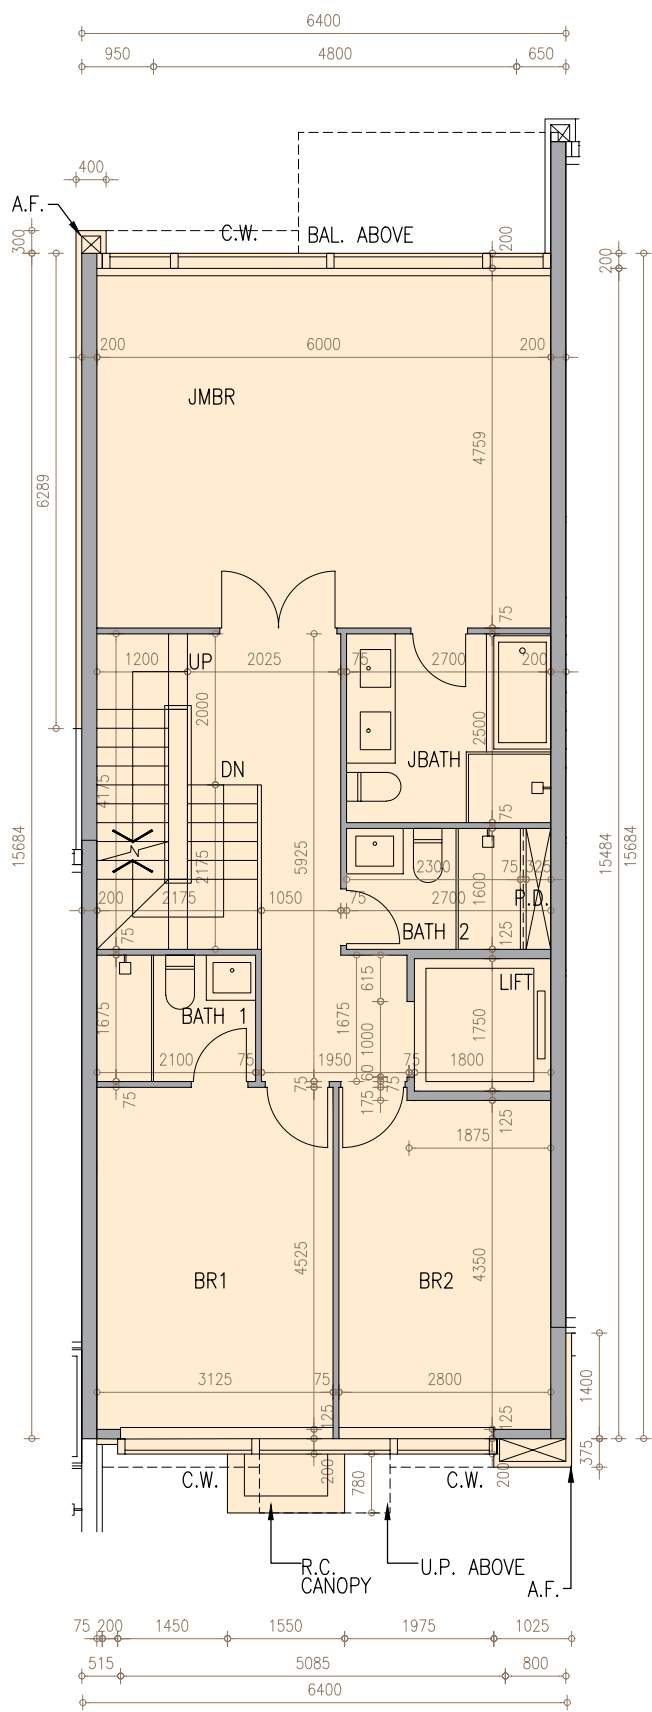 6400
950 4800 650
400
A.F.
C.W. BAL. ABOVE
300
200
200
200 6000 200
JMBR
4759
6289
75
1200 UP 2025 75 2700 200
2000
2500
DN
JBATH
4175
15684
5925
75
15484
15684
2175
2300 75 325
1600
P.D.
200 2175 1050 75 2700
BATH 2
75
125
615
LIFT
1675
BATH 1
1675
1000
1750
2100 75 1950 75 1800
60
75
75
75
175
125
1875
4525
4350
BR1
BR2
3125 75 2800
1400
125
125
375
200
780
200
C.W.
C.W.
R.C.
CANOPY
U.P. ABOVE
A.F.
75 200 1450 1550 1975 1025
515 5085 800
6400